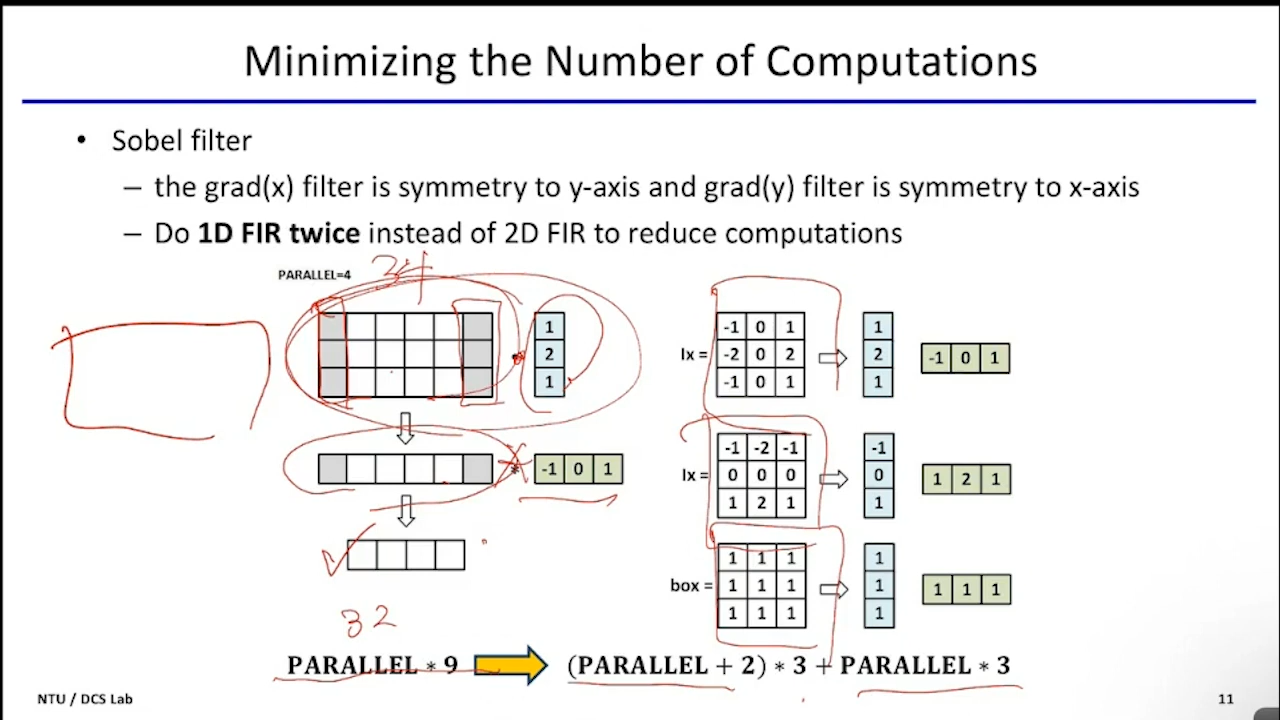 Minimizing the Number of Computations
• Sobel filter
– the grad(x) filter is symmetry to y-axis and grad(y) filter is symmetry to x-axis
– Do 1D FIR twice instead of 2D FIR to reduce computations
PARALLEL=4
34
1
2
1
*
-1 0 1
*
32
Ix =
-1 0 1
-2 0 2
-1 0 1
1
2
1
-1 0 1
Ix =
-1 -2 -1
0 0 0
1 2 1
-1
0
1
1 2 1
box =
1 1 1
1 1 1
1 1 1
1
1
1
1 1 1
PARALLEL * 9
(PARALLEL + 2) * 3 + PARALLEL * 3
NTU / DCS Lab
11